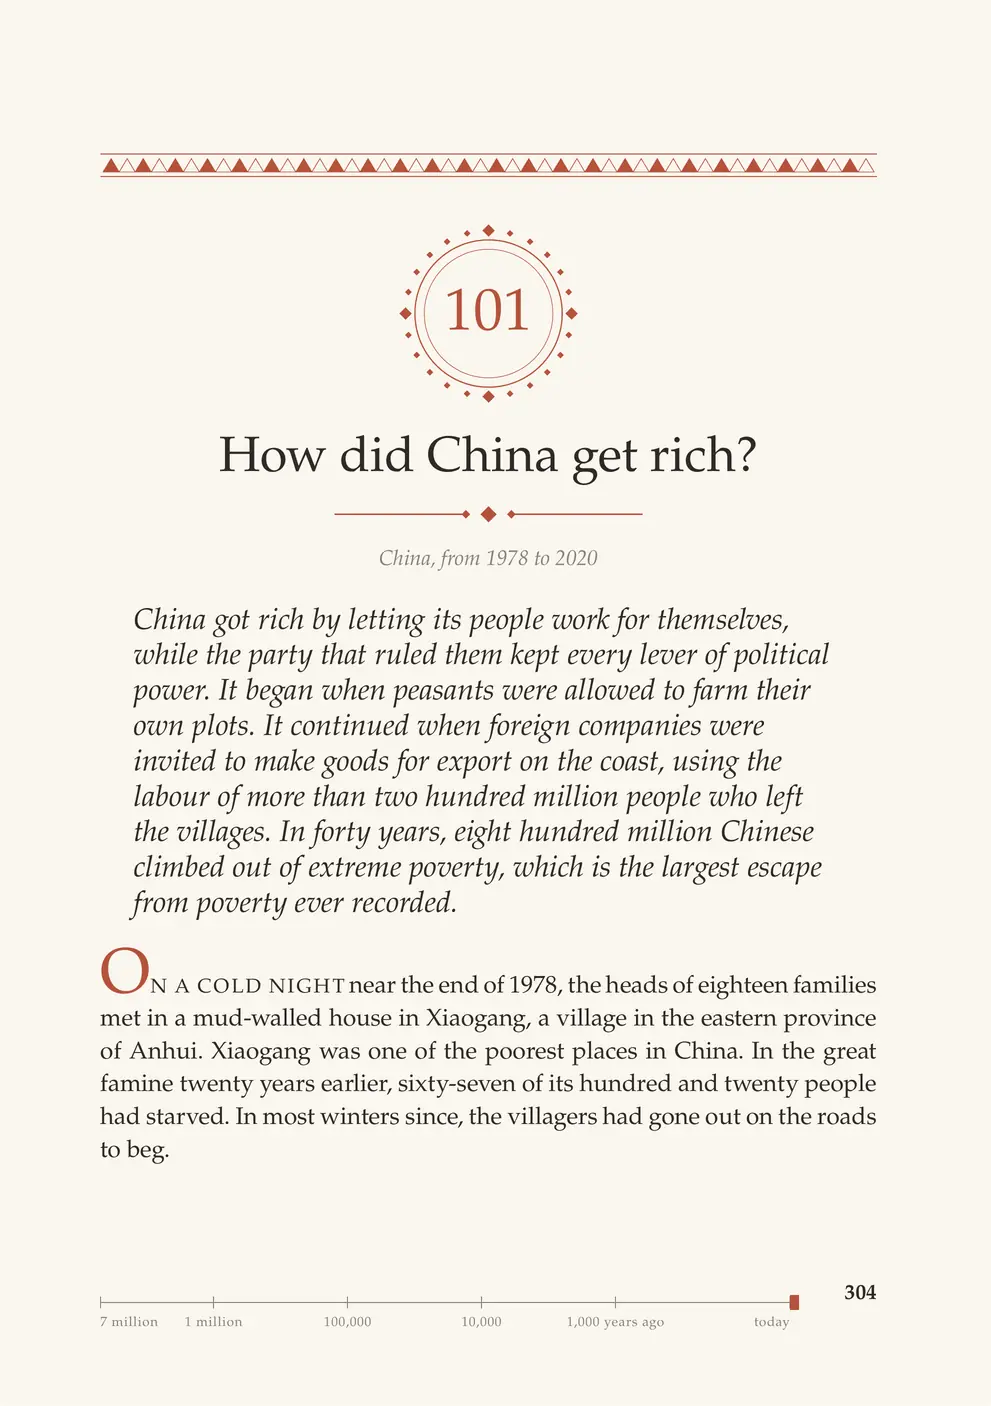 101
How did China get rich?
China, from 1978 to 2020
China got rich by letting its people work for themselves,
while the party that ruled them kept every lever of political
power. It began when peasants were allowed to farm their
own plots. It continued when foreign companies were
invited to make goods for export on the coast, using the
labour of more than two hundred million people who left
the villages. In forty years, eight hundred million Chinese
climbed out of extreme poverty, which is the largest escape
from poverty ever recorded.
ON A COLD NIGHT near the end of 1978, the heads of eighteen families
met in a mud-walled house in Xiaogang, a village in the eastern province
of Anhui. Xiaogang was one of the poorest places in China. In the great
famine twenty years earlier, sixty-seven of its hundred and twenty people
had starved. In most winters since, the villagers had gone out on the roads
to beg.
304
7 million 1 million 100,000 10,000 1,000 years ago today